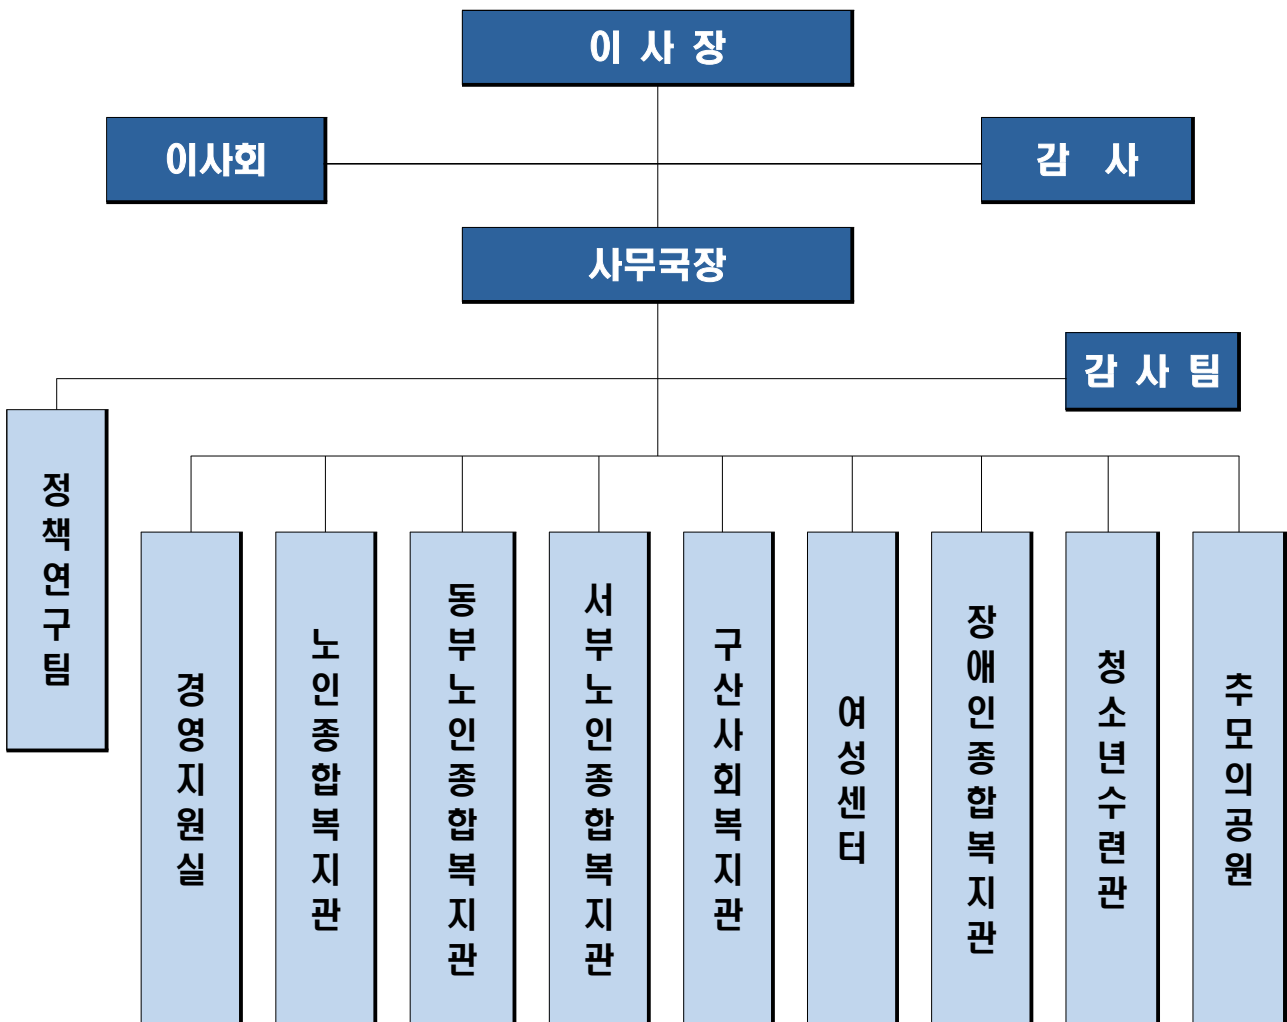 이 사 장
이사회
감 사
사무국장
감 사 팀
정책연구팀
경영지원실
노인종합복지관
동부노인종합복지관
서부노인종합복지관
구산사회복지관
여성센터
장애인종합복지관
청소년수련관
추모의공원